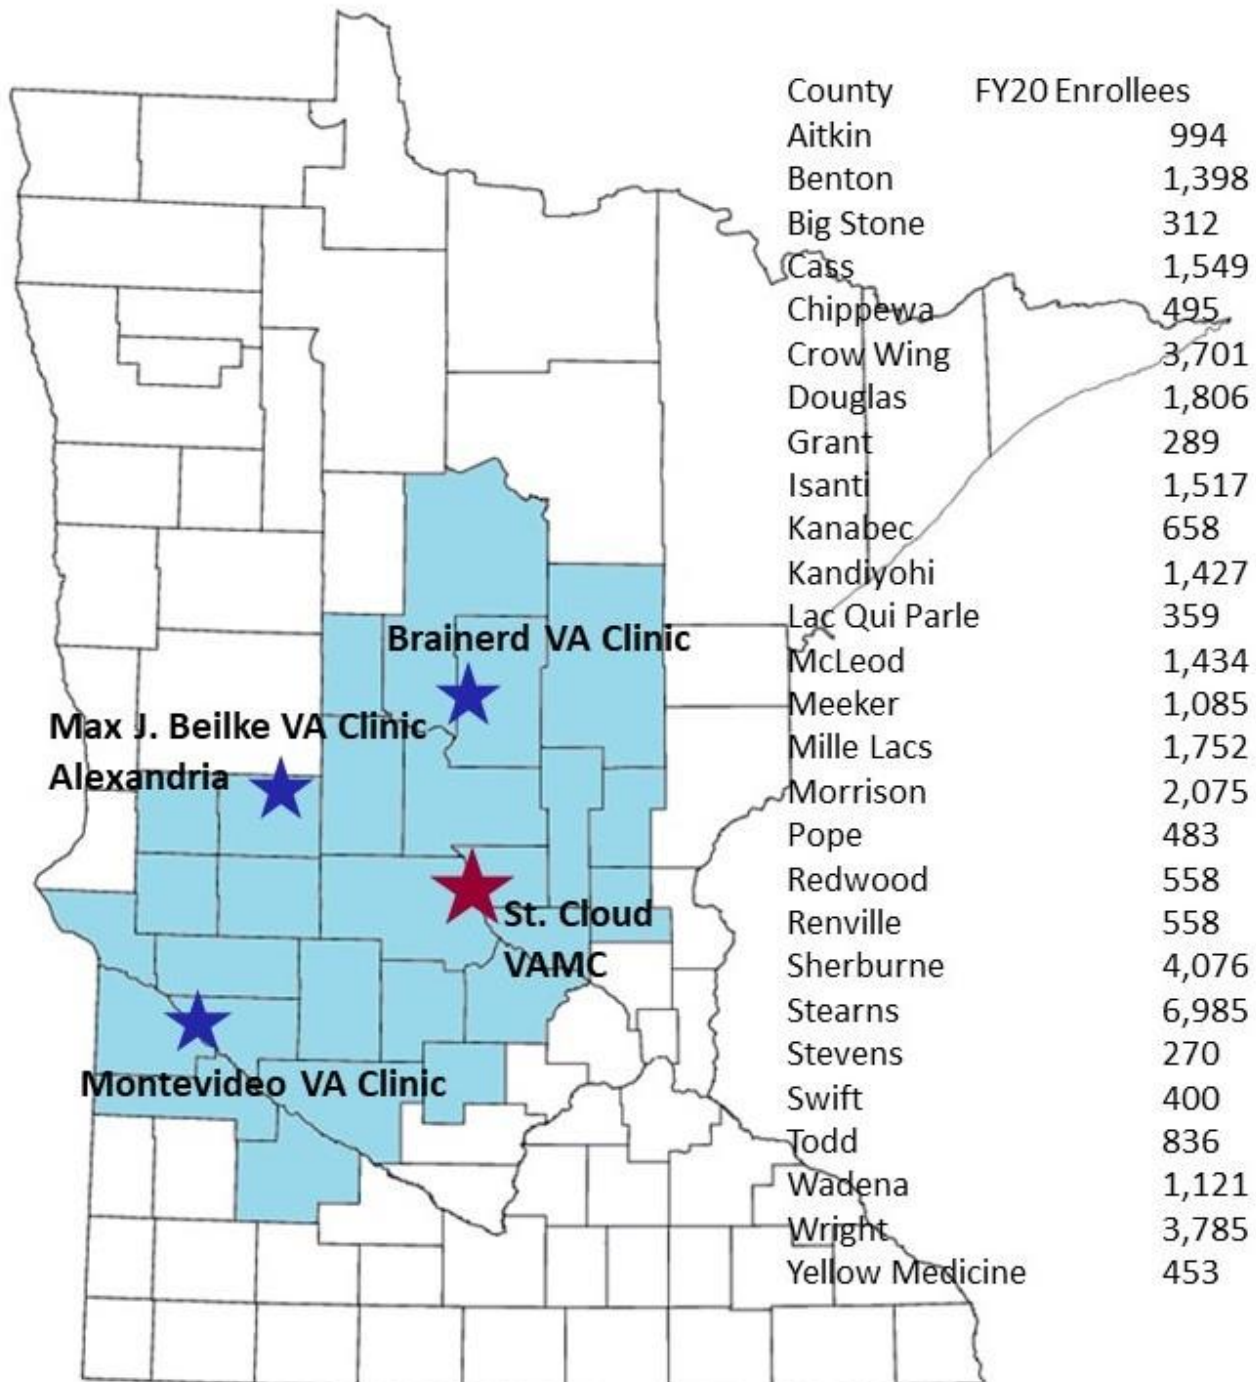 County FY20 Enrollees
Aitkin 994
Benton 1,398
Big Stone 312
Cass 1,549
Chippewa 495
Crow Wing 3,701
Douglas 1,806
Grant 289
Isanti 1,517
Kanabec 658
Kandiyohi 1,427
Lac Qui Parle 359
McLeod 1,434
Meeker 1,085
Mille Lacs 1,752
Morrison 2,075
Pope 483
Redwood 558
Renville 558
Sherburne 4,076
Stearns 6,985
Stevens 270
Swift 400
Todd 836
Wadena 1,121
Wright 3,785
Yellow Medicine 453
Brainerd VA Clinic
Max J. Beilke VA Clinic
Alexandria
St. Cloud
VAMC
Montevideo VA Clinic